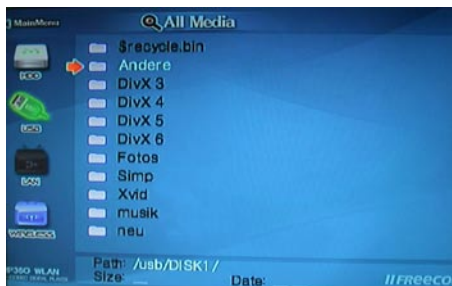 MainMenu
All Media
$recycle.bin
Andere
DivX 3
DivX 4
DivX 5
DivX 6
Fotos
Simp
Xvid
musik
neu
HDD
USB
LAN
WIRELESS
Path: /usb/DISK1/
Size:
Date:
P350 WLAN
FREECO